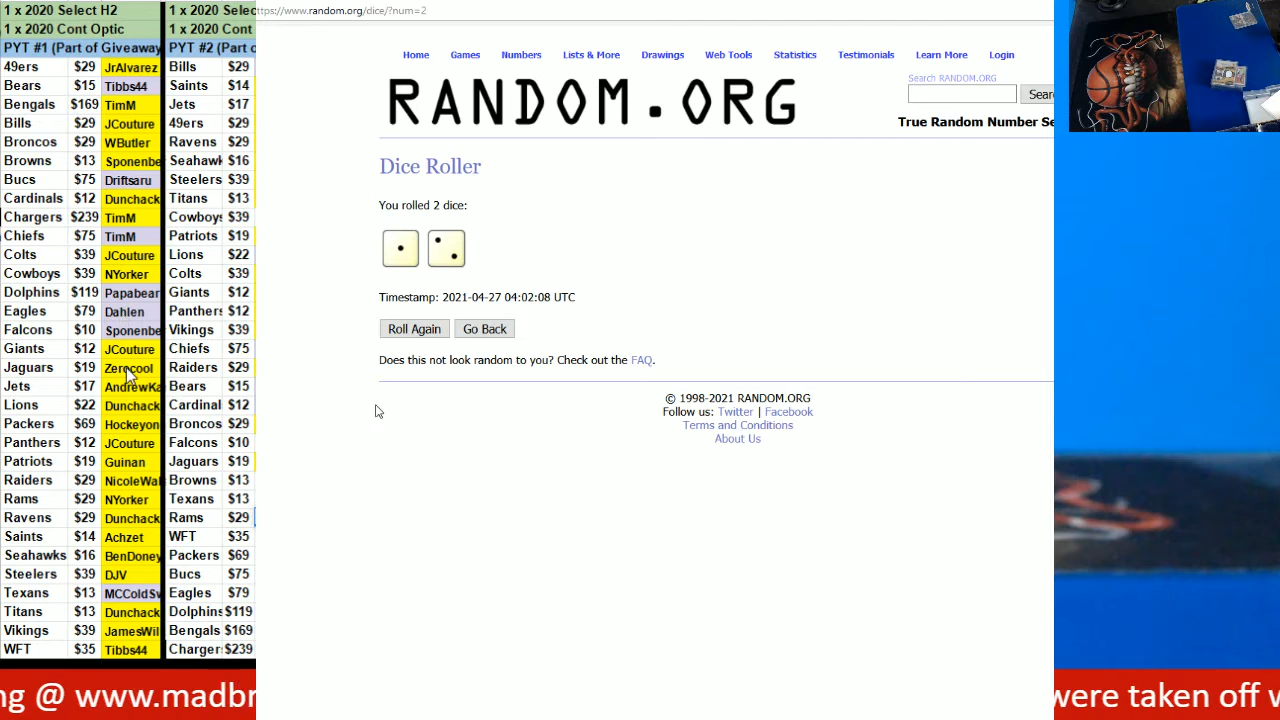 1 x 2020 Select H2
1 x 2020 Selec
1 x 2020 Cont Optic
1 x 2020 Cont
PYT #1 (Part of Giveaway
PYT #2 (Part o
49ers $29 JrAlvarez Bills $29
Bears $15 Tibbs44 Saints $14
Bengals $169 TimM Jets $17
Bills $29 JCouture 49ers $29
Broncos $29 WButler Ravens $29
Browns $13 Sponenbe Seahawk $16
Bucs $75 Driftsaru Steelers $39
Cardinals $12 Dunchack Titans $13
Chargers $239 TimM Cowboys $39
Chiefs $75 TimM Patriots $19
Colts $39 JCouture Lions $22
Cowboys $39 NYorker Colts $39
Dolphins $119 Papabear Giants $12
Eagles $79 Dahlen Panthers $12
Falcons $10 Sponenbe Vikings $39
Giants $12 JCouture Chiefs $75
Jaguars $19 Zerocool Raiders $29
Jets $17 AndrewKa Bears $15
Lions $22 Dunchack Cardinal $12
Packers $69 Hockeyon Broncos $29
Panthers $12 JCouture Falcons $10
Patriots $19 Guinan Jaguars $19
Raiders $29 NicoleWal Browns $13
Rams $29 NYorker Texans $13
Ravens $29 Dunchack Rams $29
Saints $14 Achzet WFT $35
Seahawks $16 BenDoney Packers $69
Steelers $39 DJV Bucs $75
Texans $13 MCColdSv Eagles $79
Titans $13 Dunchack Dolphins $119
Vikings $39 JamesWil Bengals $169
WFT $35 Tibbs44 Charger $239
ttps://www.random.org/dice/?num=2
Home Games Numbers Lists & More Drawings Web Tools Statistics Testimonials Learn More Login
RANDOM.ORG
Search RANDOM.ORG
Sear
True Random Number Se
Dice Roller
You rolled 2 dice:
Timestamp: 2021-04-27 04:02:08 UTC
Roll Again Go Back
Does this not look random to you? Check out the FAQ.
© 1998-2021 RANDOM.ORG
Follow us: Twitter | Facebook
Terms and Conditions
About Us
ng @ www.madbr
were taken off w